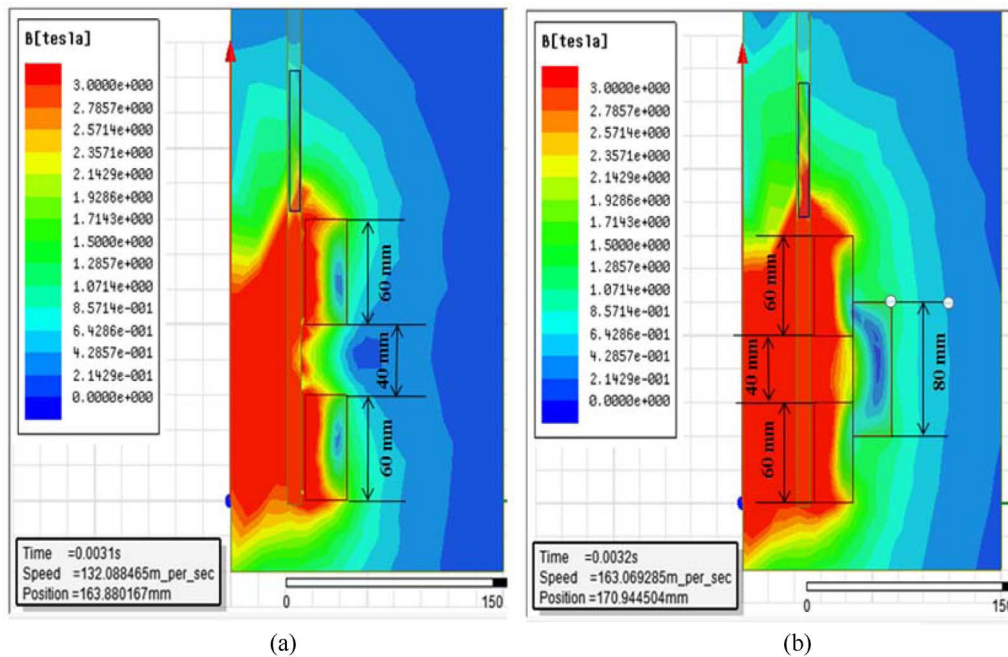 B[tesla]
3.0000e+000
2.7857e+000
2.5714e+000
2.3571e+000
2.1429e+000
1.9286e+000
1.7143e+000
1.5000e+000
1.2857e+000
1.0714e+000
8.5714e-001
6.4286e-001
4.2857e-001
2.1429e-001
0.0000e+000
60 mm
40 mm
60 mm
Time =0.0031s
Speed =132.088465m_per_sec
Position =163.880167mm
0 150
(a)
B[tesla]
3.0000e+000
2.7857e+000
2.5714e+000
2.3571e+000
2.1429e+000
1.9286e+000
1.7143e+000
1.5000e+000
1.2857e+000
1.0714e+000
8.5714e-001
6.4286e-001
4.2857e-001
2.1429e-001
0.0000e+000
60 mm
40 mm
60 mm
80 mm
Time =0.0032s
Speed =163.069285m_per_sec
Position =170.944504mm
0 150
(b)